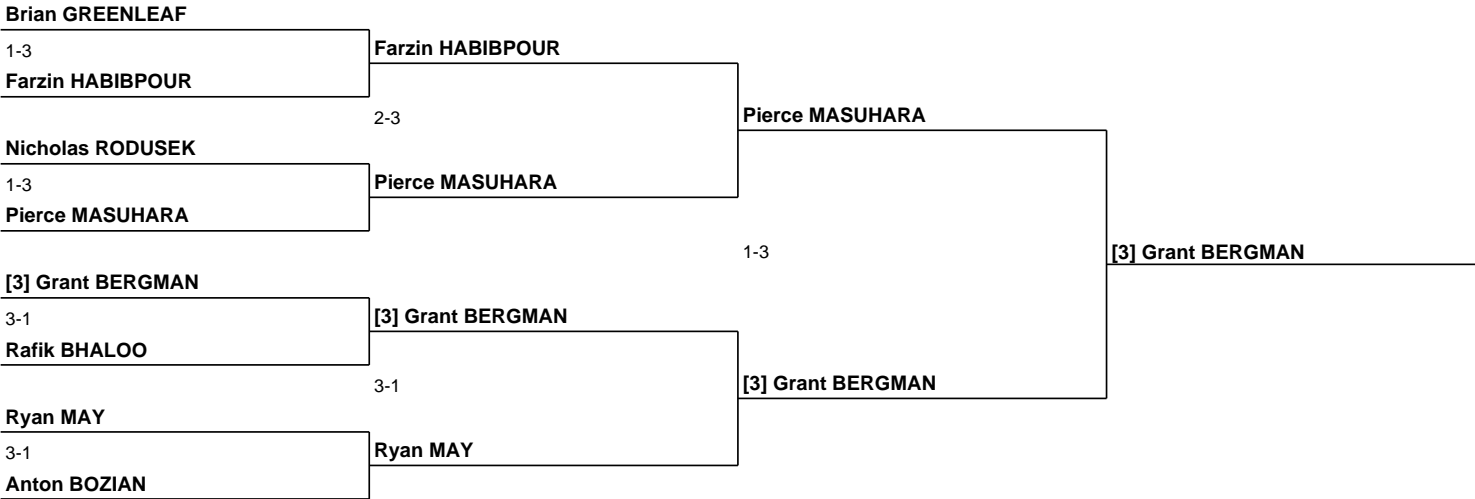 Brian GREENLEAF
1-3
Farzin HABIBPOUR
Farzin HABIBPOUR
2-3
Pierce MASUHARA
Nicholas RODUSEK
1-3
Pierce MASUHARA
Pierce MASUHARA
1-3
[3] Grant BERGMAN
[3] Grant BERGMAN
3-1
[3] Grant BERGMAN
Rafik BHALOO
3-1
[3] Grant BERGMAN
Ryan MAY
3-1
Ryan MAY
Anton BOZIAN